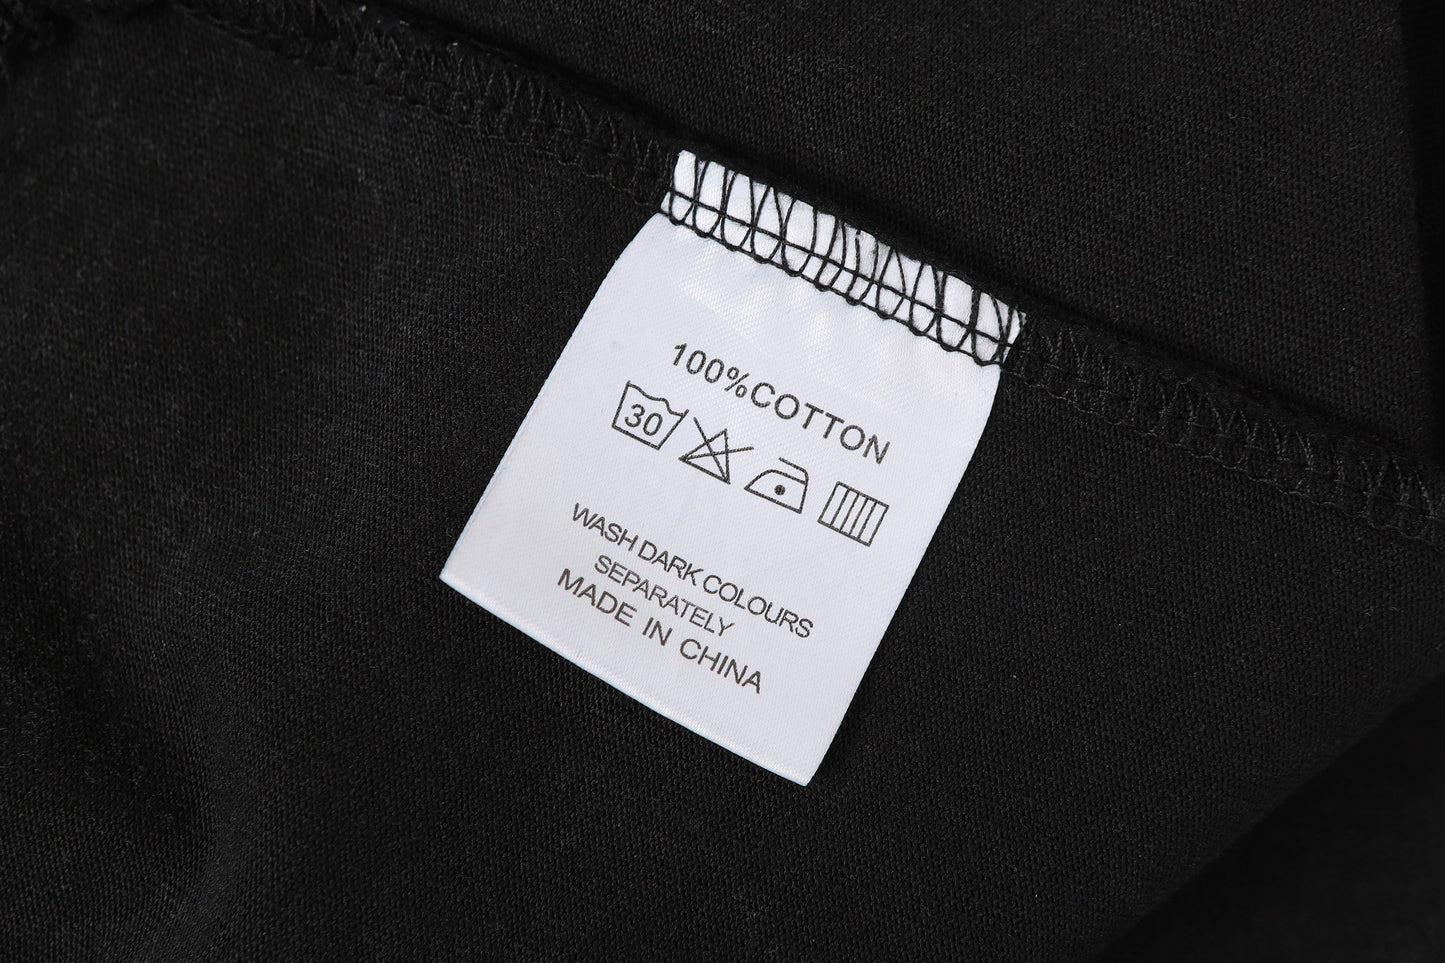 100%COTTON
30
WASH DARK COLOURS
SEPARATELY
MADE IN CHINA